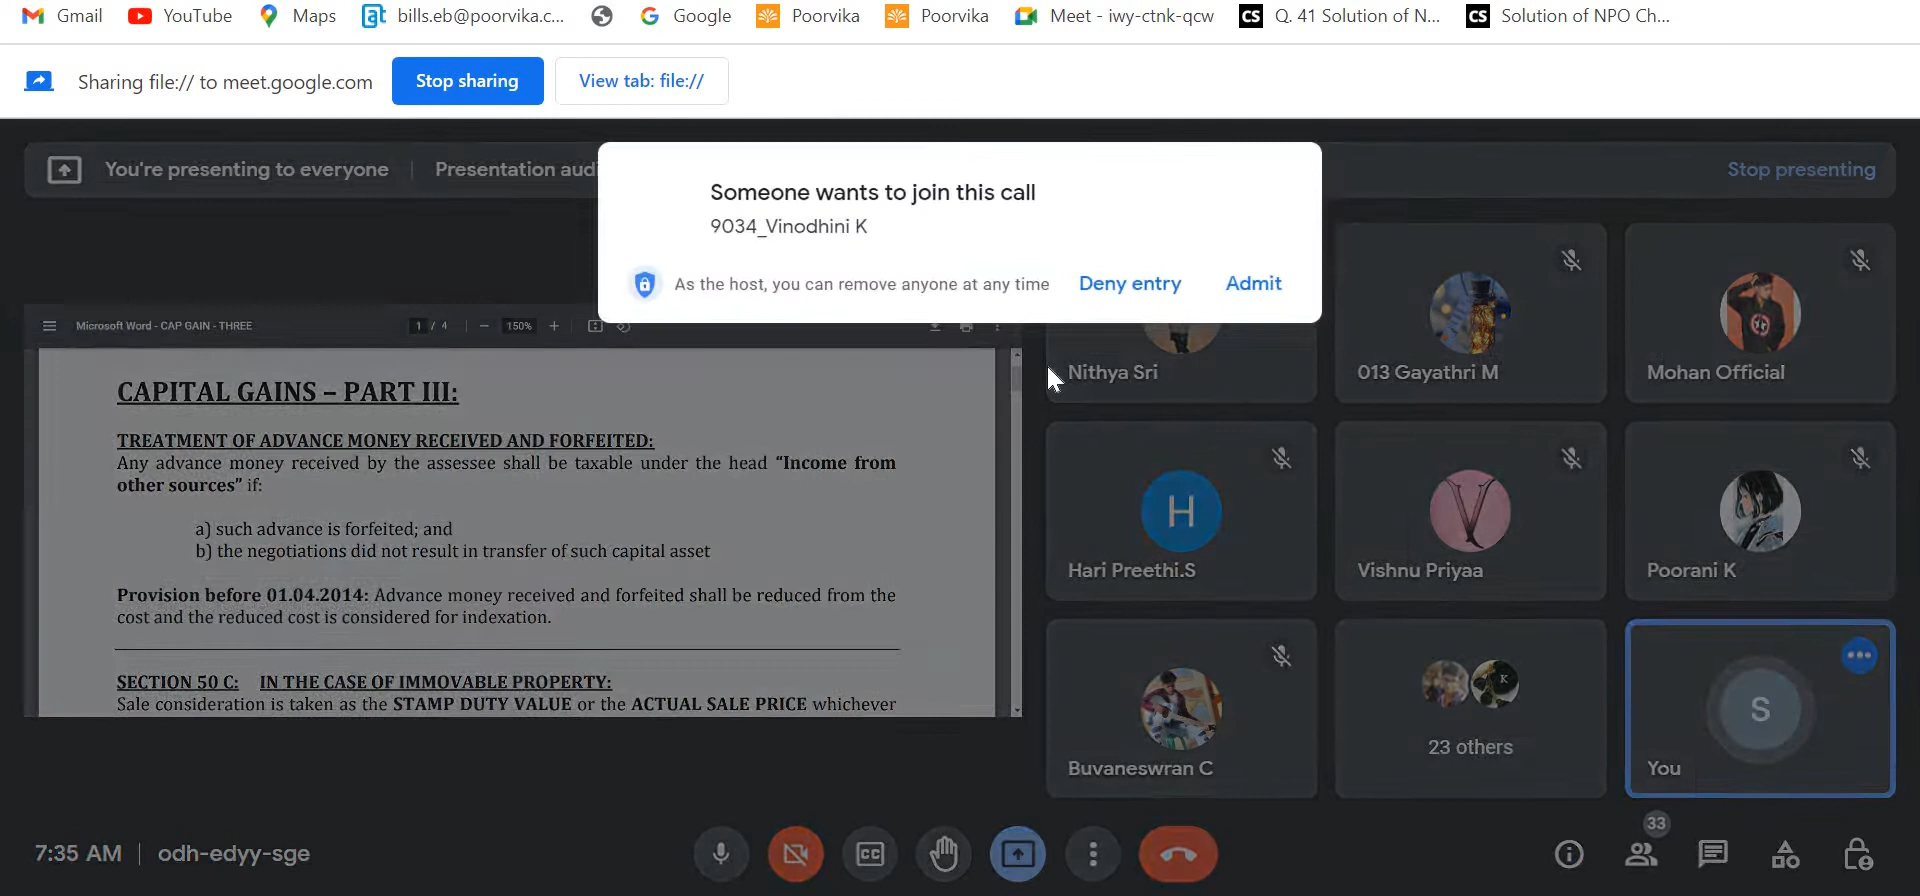 Gmail YouTube Maps bills.eb@poorvika.c... Google Poorvika Poorvika Meet - iwy-ctnk-qcw CS Q. 41 Solution of N... CS Solution of NPO Ch...
Sharing file:// to meet.google.com Stop sharing View tab: file://
You're presenting to everyone Presentation audi Stop presenting
Someone wants to join this call
9034_Vinodhini K
As the host, you can remove anyone at any time Deny entry Admit
Microsoft Word - CAP GAIN - THREE 1 / 4 150%
CAPITAL GAINS – PART III:
TREATMENT OF ADVANCE MONEY RECEIVED AND FORFEITED:
Any advance money received by the assessee shall be taxable under the head “Income from
other sources” if:
a) such advance is forfeited; and
b) the negotiations did not result in transfer of such capital asset
Provision before 01.04.2014: Advance money received and forfeited shall be reduced from the
cost and the reduced cost is considered for indexation.
SECTION 50 C: IN THE CASE OF IMMOVABLE PROPERTY:
Sale consideration is taken as the STAMP DUTY VALUE or the ACTUAL SALE PRICE whichever
Nithya Sri 013 Gayathri M Mohan Official
H V
Hari Preethi.S Vishnu Priyaa Poorani K
K
S
23 others
Buvaneswran C You
33
7:35 AM odh-edyy-sge CC